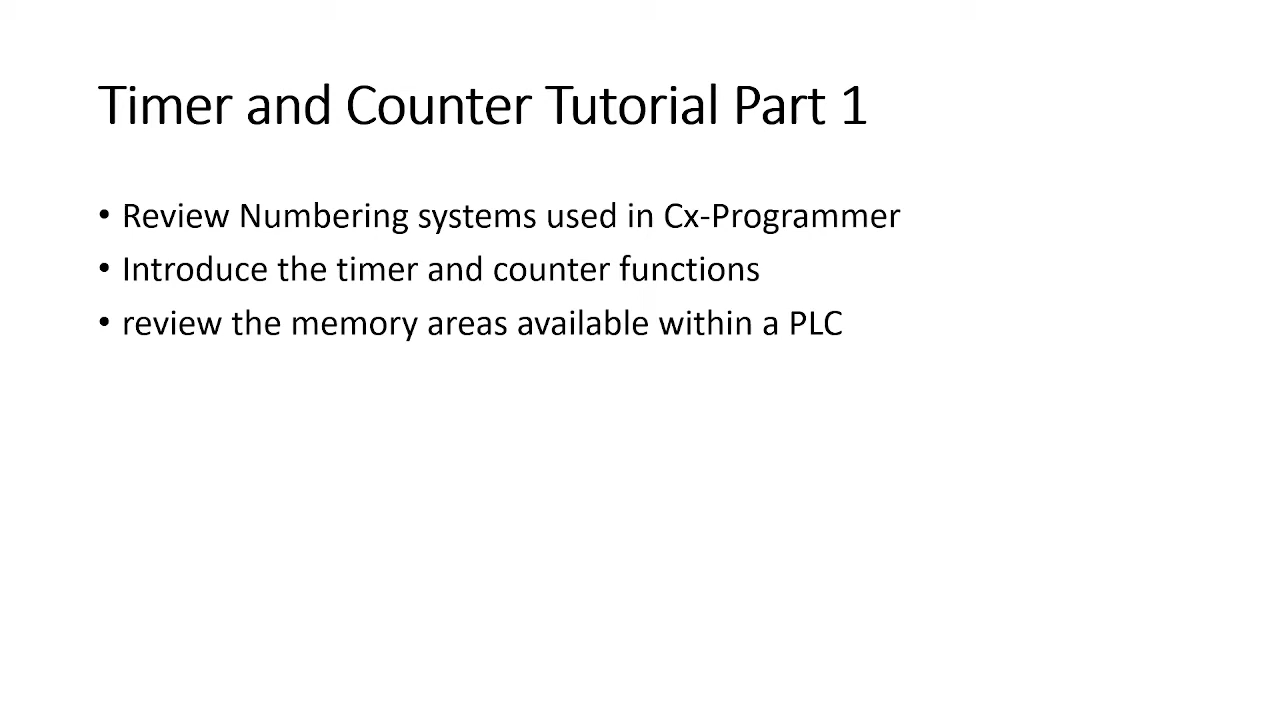 Timer and Counter Tutorial Part 1
• Review Numbering systems used in Cx-Programmer
• Introduce the timer and counter functions
• review the memory areas available within a PLC